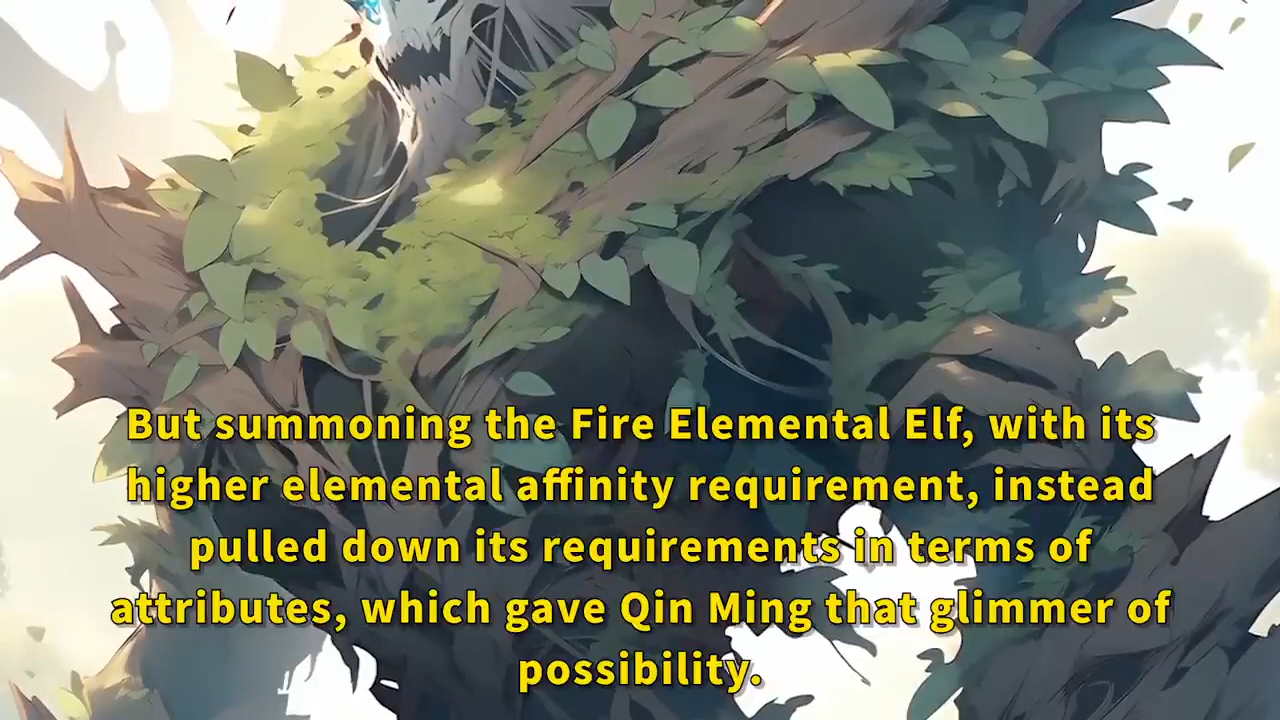 But summoning the Fire Elemental Elf, with its
higher elemental affinity requirement, instead
pulled down its requirements in terms of
attributes, which gave Qin Ming that glimmer of
possibility.